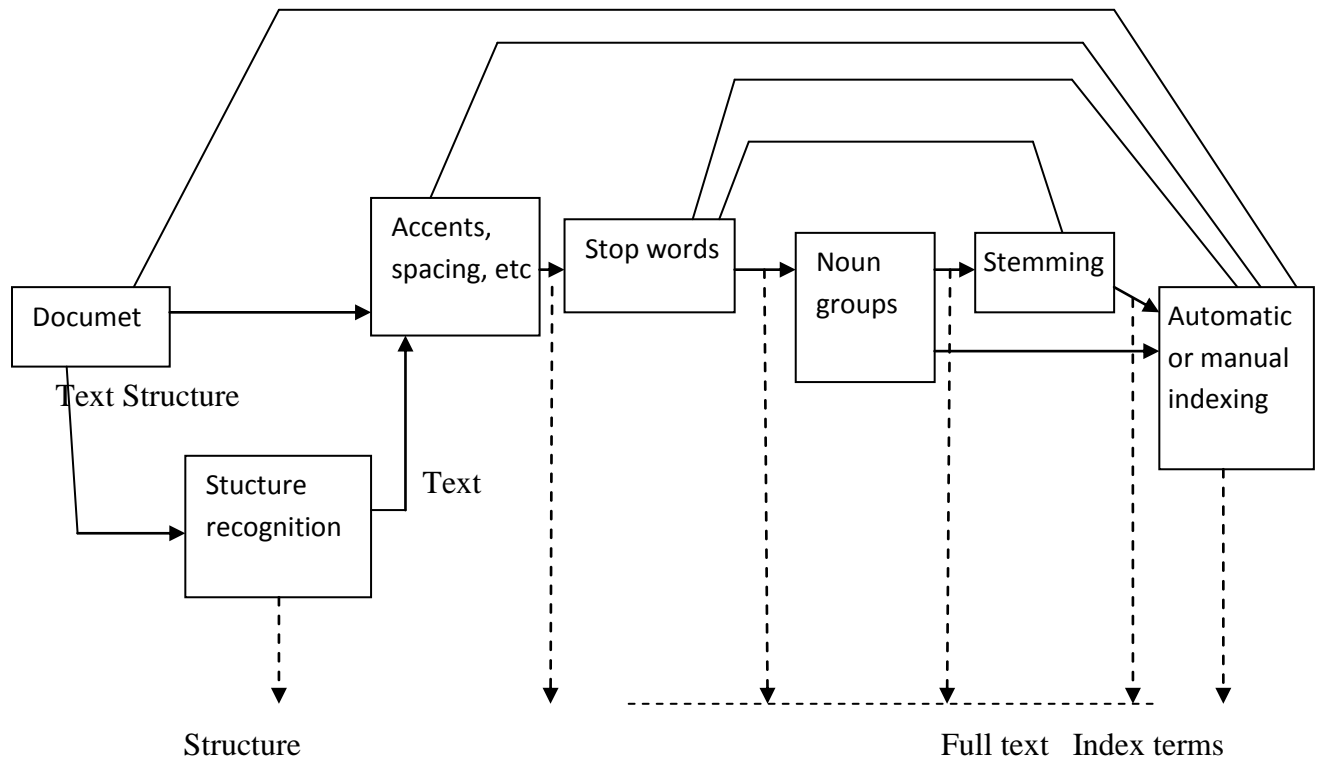 Documet
Text Structure
Stucture
recognition
Text
Accents,
spacing, etc
Stop words
Noun
groups
Stemming
Automatic
or manual
indexing
Structure
Full text Index terms